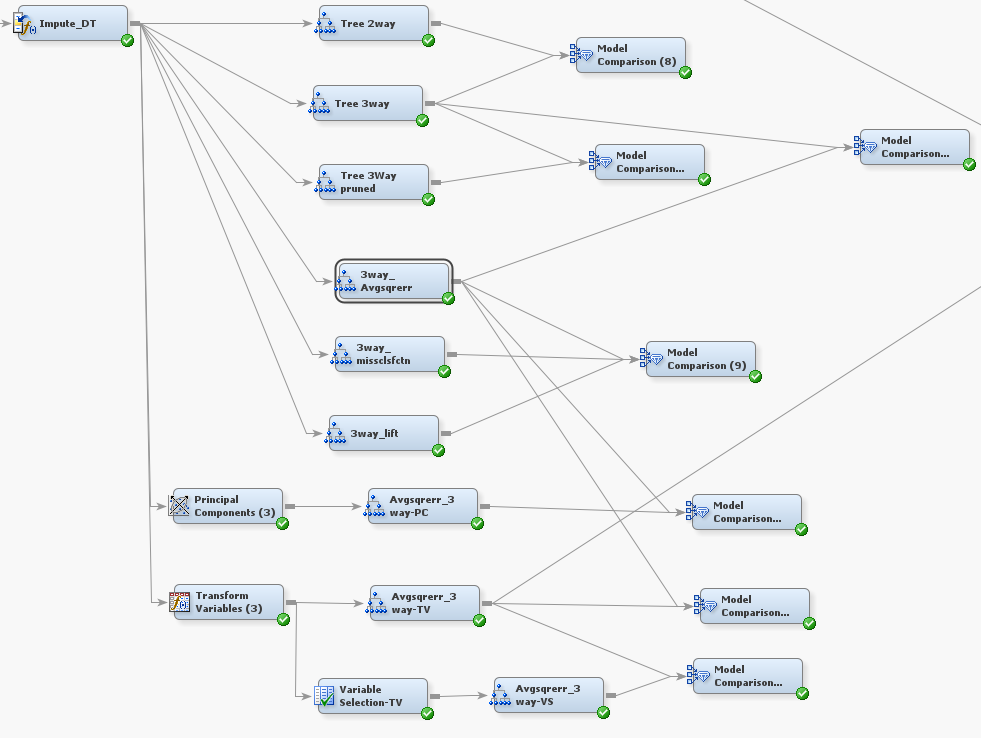 Impute_DT
Tree 2way
Model
Comparison (8)
Tree 3way
Model
Comparison...
Model
Comparison...
Tree 3Way
pruned
3way_
Avgsqrerr
3way_
missclsfctn
Model
Comparison (9)
3way_lift
Principal
Components (3)
Avgsqrerr_3
way-PC
Model
Comparison...
Transform
Variables (3)
Avgsqrerr_3
way-TV
Model
Comparison...
Variable
Selection-TV
Avgsqrerr_3
way-VS
Model
Comparison...